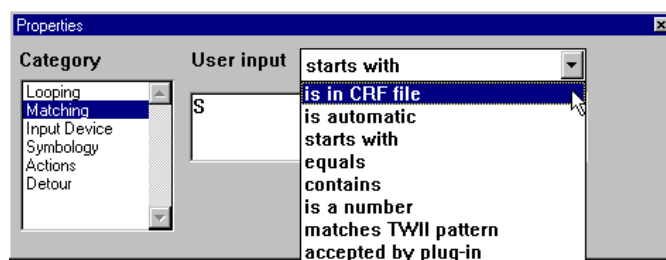 Properties
Category
User input
starts with
Looping
Matching
Input Device
Symbology
Actions
Detour
S
is in CRF file
is automatic
starts with
equals
contains
is a number
matches TWII pattern
accepted by plug-in